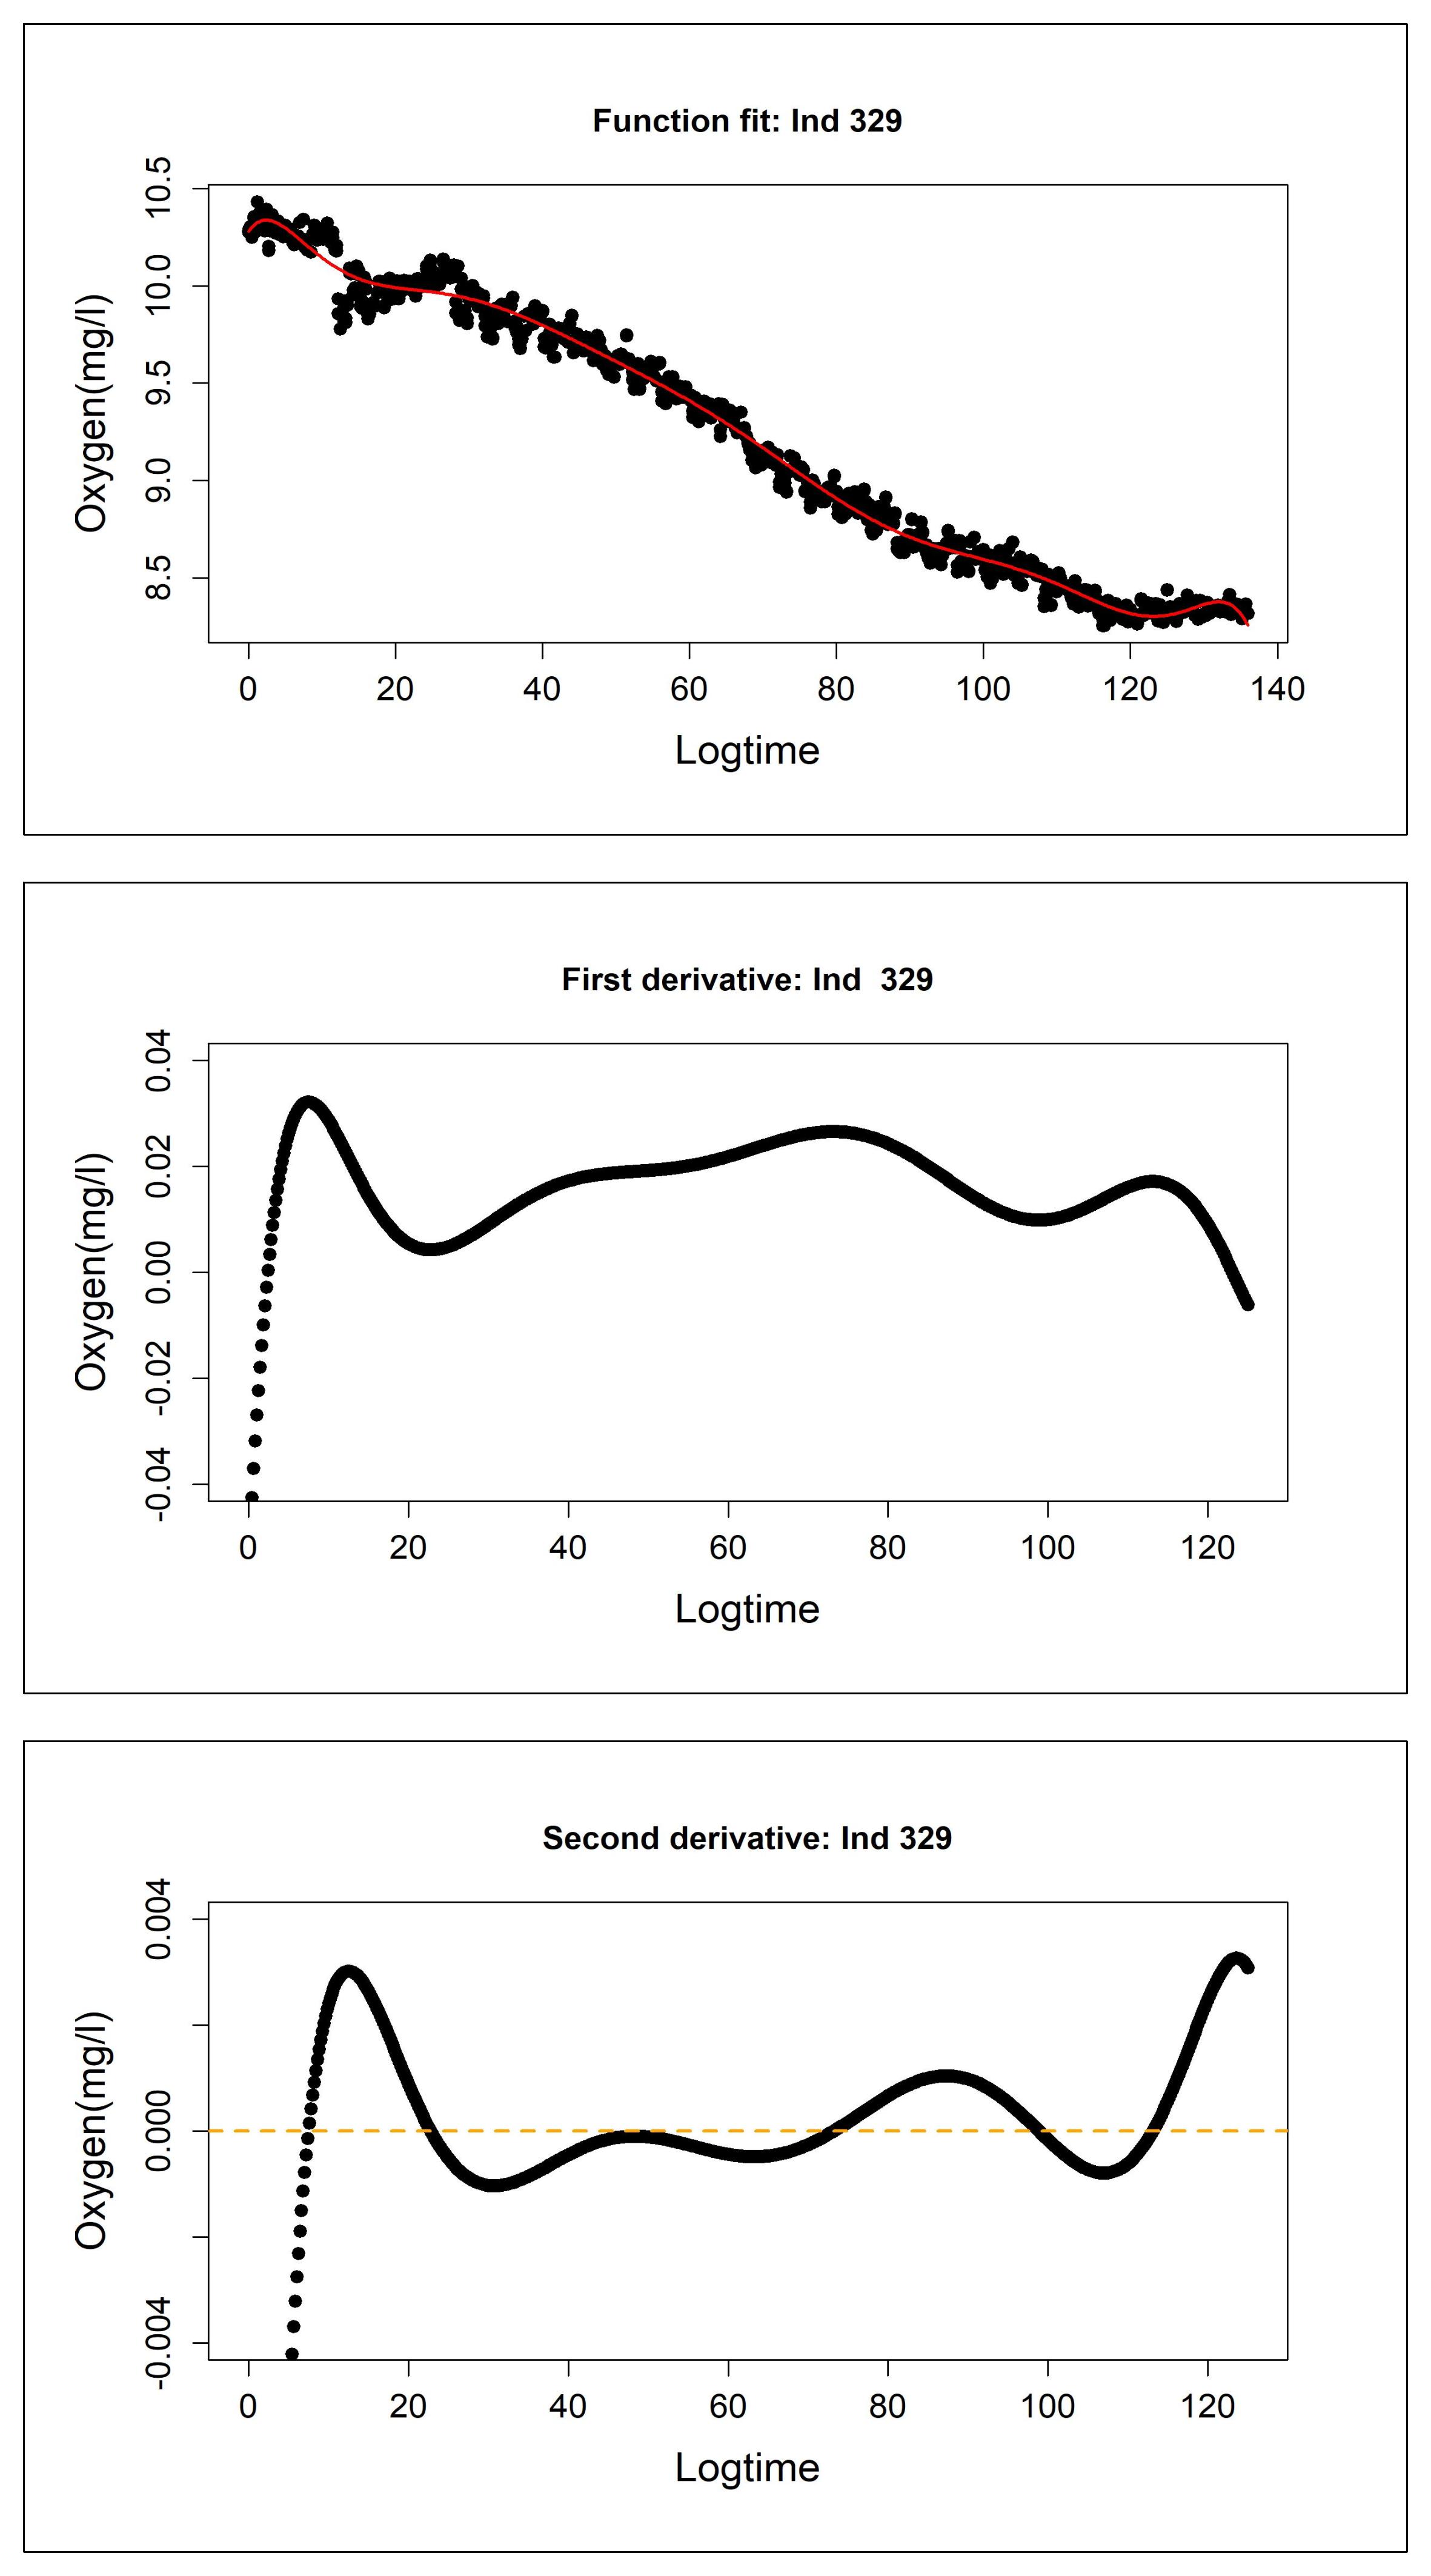 Function fit: Ind 329
Oxygen(mg/l)
10.5
10.0
9.5
9.0
8.5
0 20 40 60 80 100 120 140
Logtime
First derivative: Ind  329
Oxygen(mg/l)
0.04
0.02
0.00
-0.02
-0.04
0 20 40 60 80 100 120
Logtime
Second derivative: Ind 329
Oxygen(mg/l)
0.004
0.000
-0.004
0 20 40 60 80 100 120
Logtime